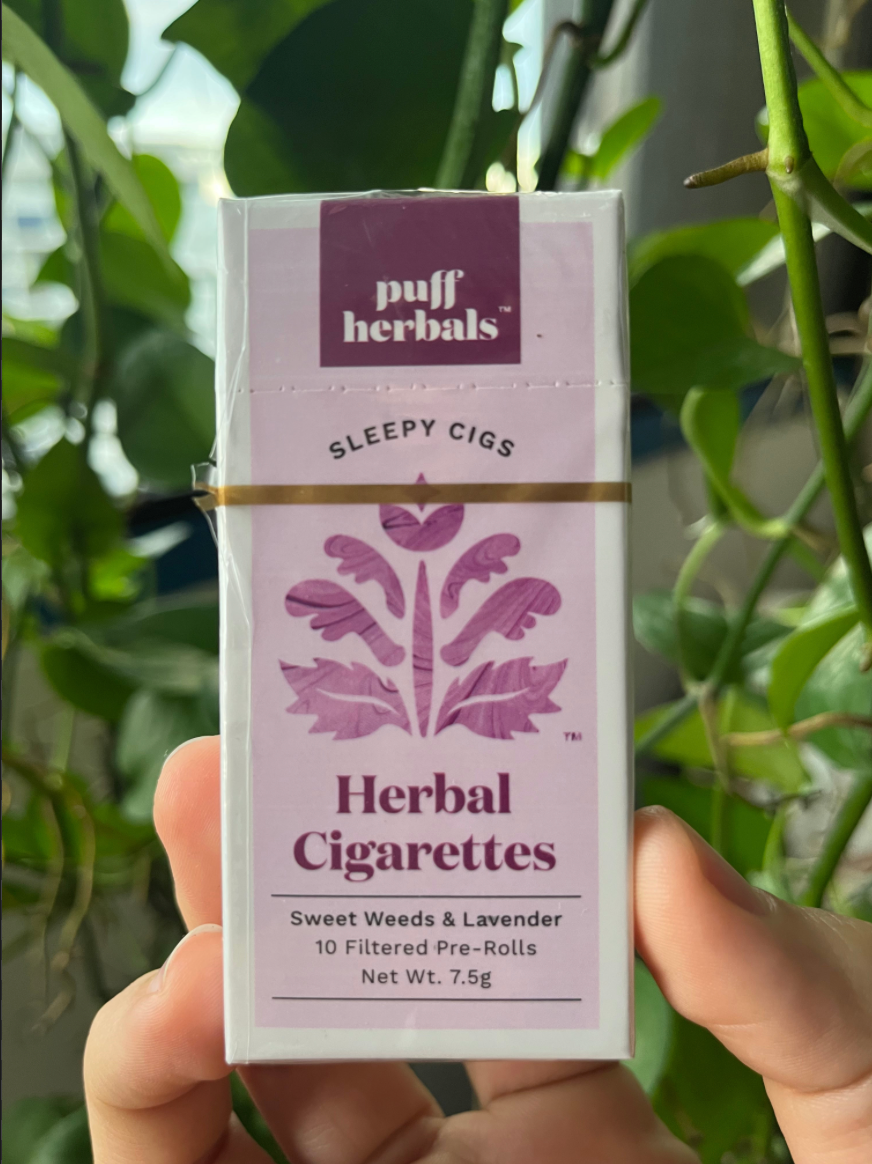 puff
herbals™
SLEEPY CIGS
TM
Herbal
Cigarettes
Sweet Weeds & Lavender
10 Filtered Pre-Rolls
Net Wt. 7.5g